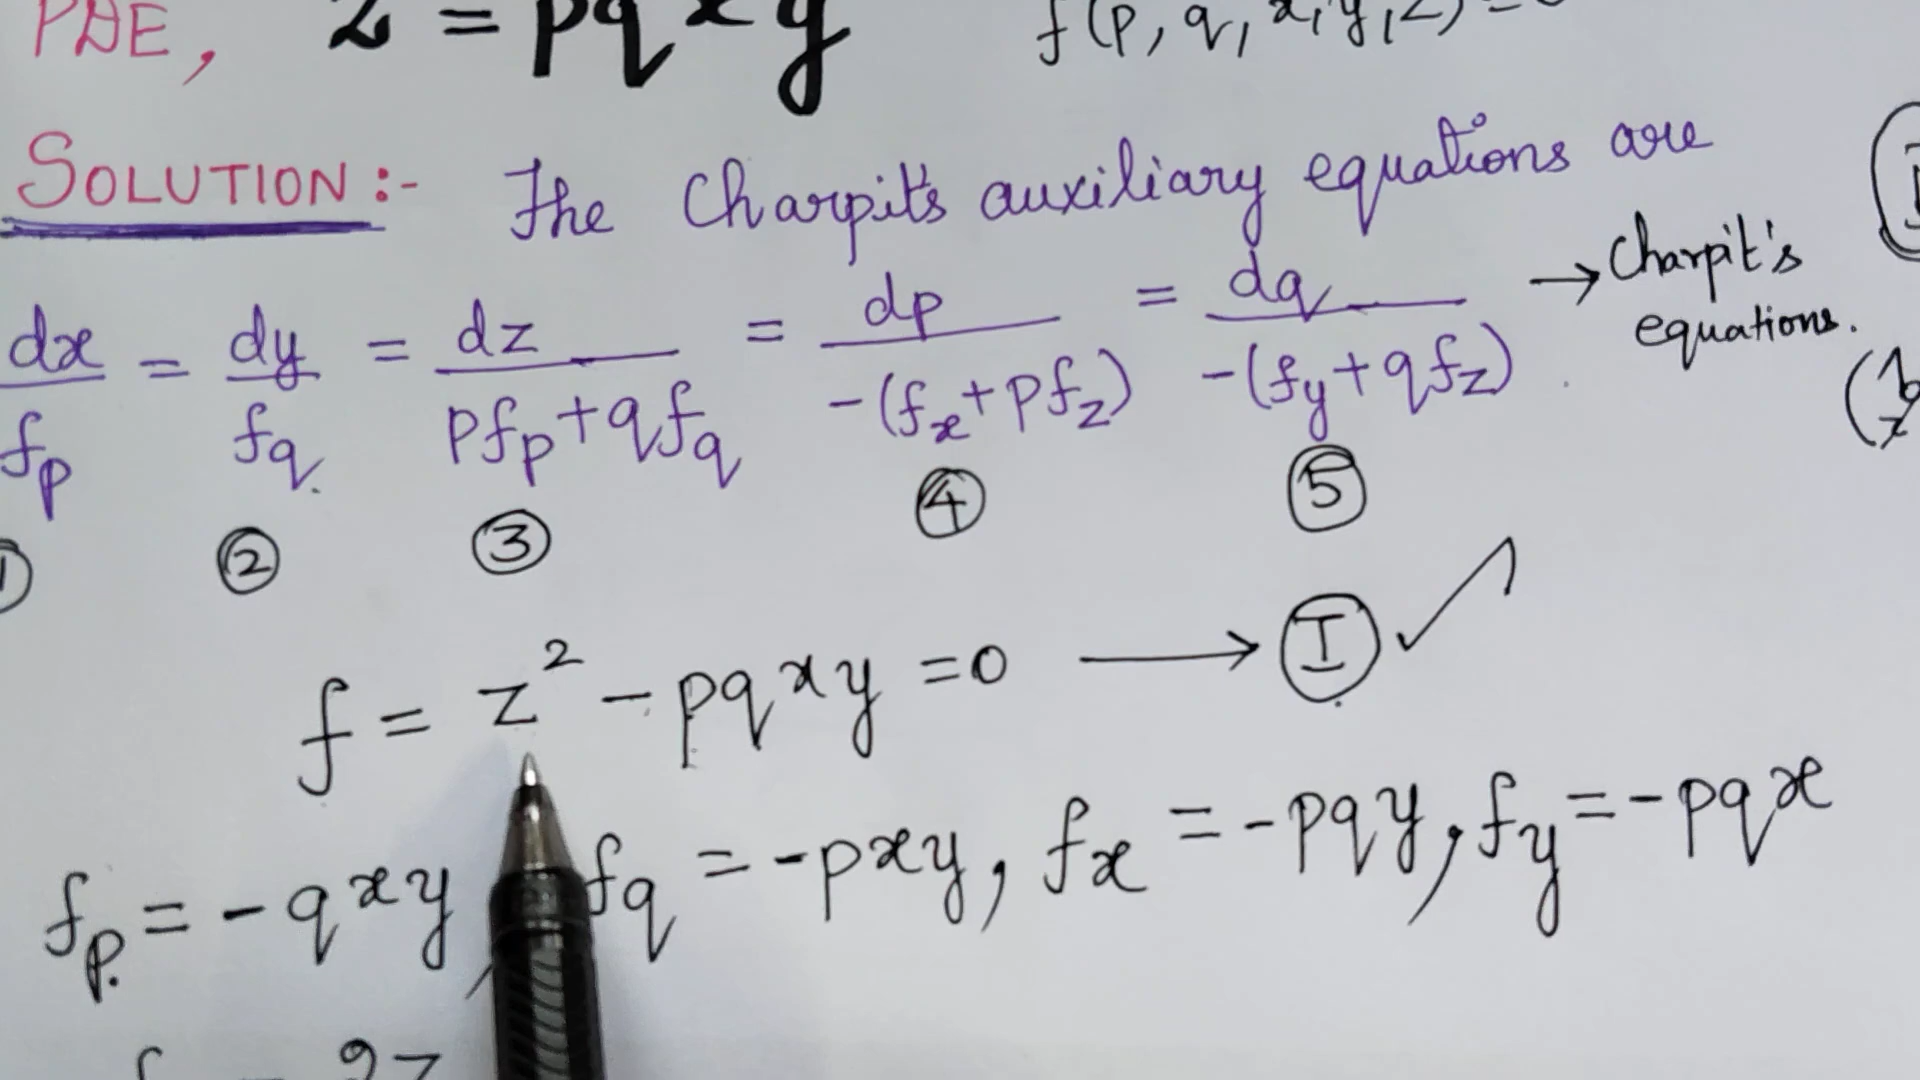 PDE, z = pqxy f(p, q, x, y, z) =
SOLUTION :- The Charpit's auxiliary equations are
dx/fp = dy/fq = dz/(pfp+qfq) = dp/-(fx+pfz) = dq/-(fy+qfz) → Charpit's equations.
① ② ③ ④ ⑤
f = z² - pqxy = 0 → Ⓘ ✓
fp = -qxy, fq = -pxy, fx = -pqy, fy = -pqx